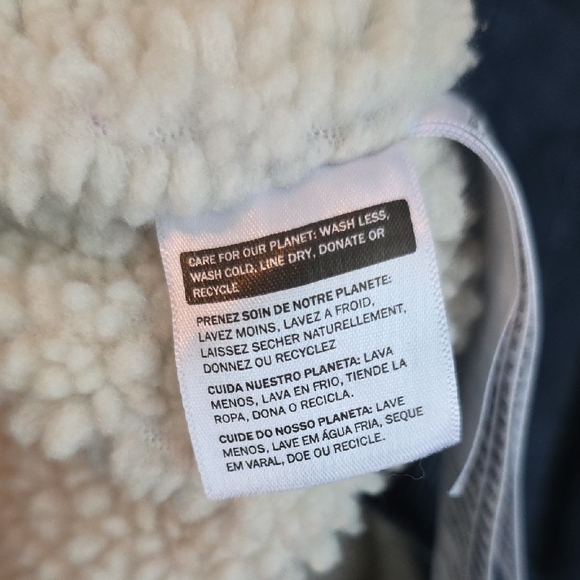 CARE FOR OUR PLANET: WASH LESS,
WASH COLD, LINE DRY, DONATE OR
RECYCLE
PRENEZ SOIN DE NOTRE PLANETE:
LAVEZ MOINS, LAVEZ A FROID,
LAISSEZ SECHER NATURELLEMENT,
DONNEZ OU RECYCLEZ
CUIDA NUESTRO PLANETA: LAVA
MENOS, LAVA EN FRIO, TIENDE LA
ROPA, DONA O RECICLA.
CUIDE DO NOSSO PLANETA: LAVE
MENOS, LAVE EM ÁGUA FRIA, SEQUE
EM VARAL, DOE OU RECICLE.